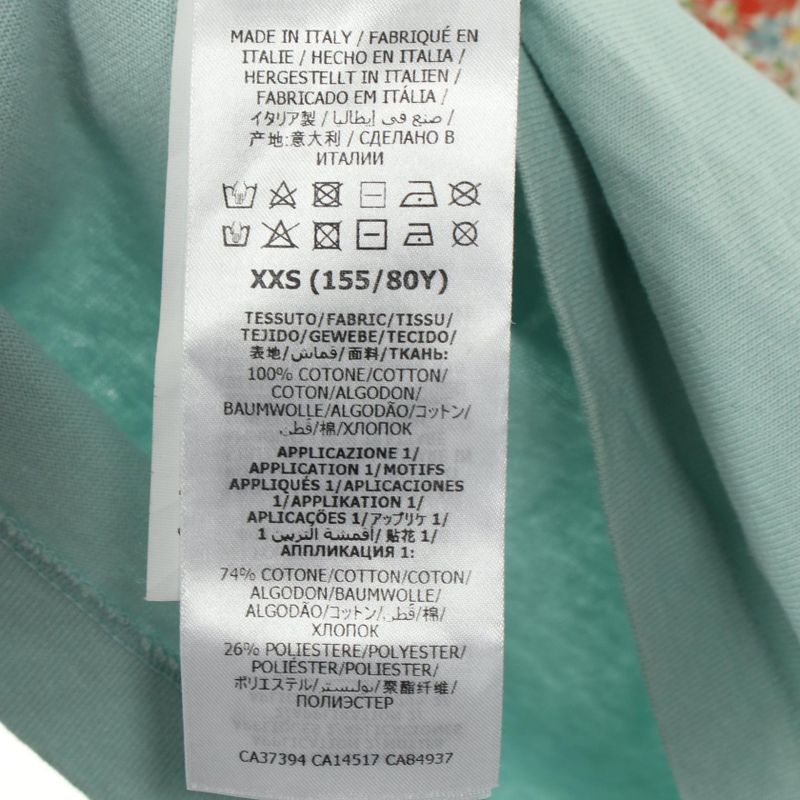 MADE IN ITALY / FABRIQUÉ EN
ITALIE / HECHO EN ITALIA /
HERGESTELLT IN ITALIEN /
FABRICADO EM ITÁLIA /
イタリア製 / صنع في إيطاليا /
产地:意大利 / СДЕЛАНО В
ИТАЛИИ
XXS (155/80Y)
TESSUTO/FABRIC/TISSU/
TEJIDO/GEWEBE/TECIDO/
表地/قماش/面料/ТКАНЬ:
100% COTONE/COTTON/
COTON/ALGODON/
BAUMWOLLE/ALGODÃO/コットン/
قطن/棉/ХЛОПОК
APPLICAZIONE 1/
APPLICATION 1/MOTIFS
APPLIQUÉS 1/APLICACIONES
1/APPLIKATION 1/
APLICAÇÕES 1/アップリケ 1/
أقمشة التزيين 1/贴花 1/
АППЛИКАЦИЯ 1:
74% COTONE/COTTON/COTON/
ALGODON/BAUMWOLLE/
ALGODÃO/コットン/قطن/棉/
ХЛОПОК
26% POLIESTERE/POLYESTER/
POLIÉSTER/POLIESTER/
ポリエステル/بوليستر/聚酯纤维/
ПОЛИЭСТЕР
CA37394 CA14517 CA84937